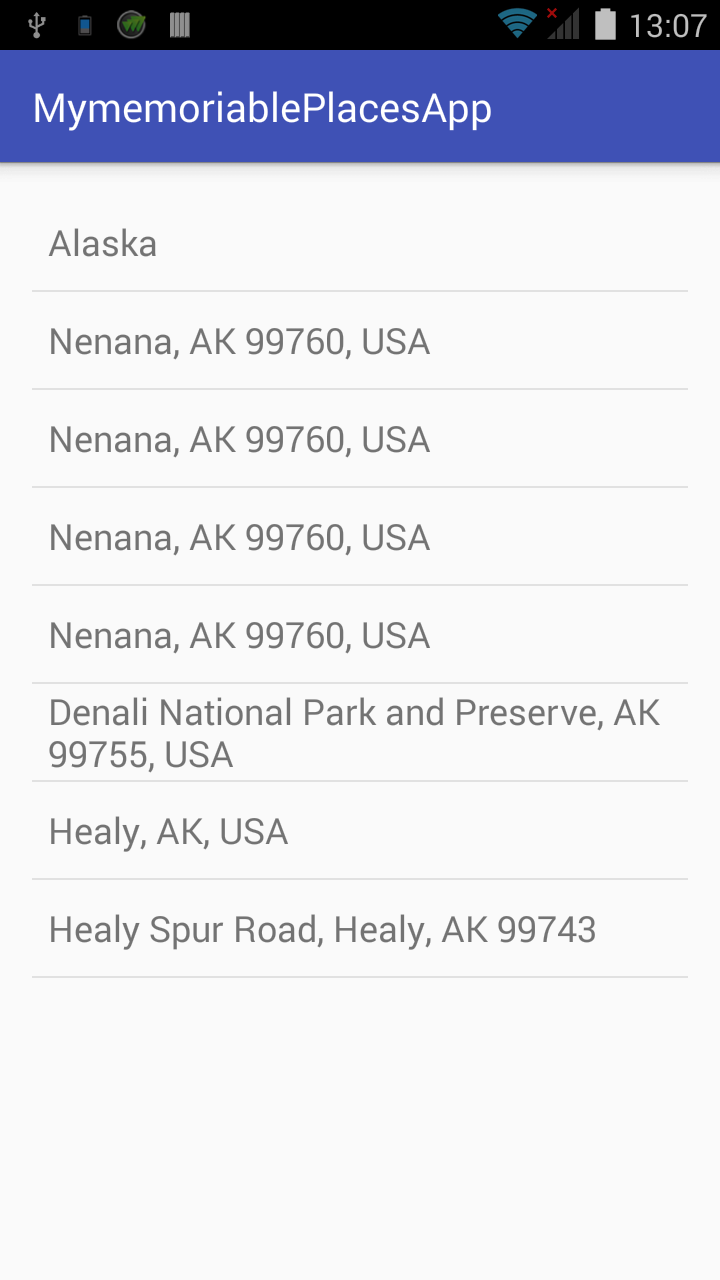 13:07
MymemoriablePlacesApp
Alaska
Nenana, AK 99760, USA
Nenana, AK 99760, USA
Nenana, AK 99760, USA
Nenana, AK 99760, USA
Denali National Park and Preserve, AK
99755, USA
Healy, AK, USA
Healy Spur Road, Healy, AK 99743